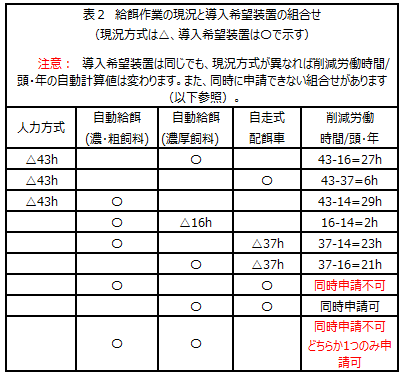 表２ 給餌作業の現況と導入希望装置の組合せ
（現況方式は△、導入希望装置は〇で示す）
注意： 導入希望装置は同じでも、現況方式が異なれば削減労働時間/
頭・年の自動計算値は変わります。また、同時に申請できない組合せがあります
（以下参照）。
人力方式 自動給餌（濃・粗飼料） 自動給餌（濃厚飼料） 自走式配餌車 削減労働時間/頭・年
△43h 〇 43-16=27h
△43h 〇 43-37=6h
△43h 〇 43-14=29h
〇 △16h 16-14=2h
〇 △37h 37-14=23h
〇 △37h 37-16=21h
〇 〇 同時申請不可
〇 〇 同時申請可
〇 〇 同時申請不可
どちらか1つのみ申
請可